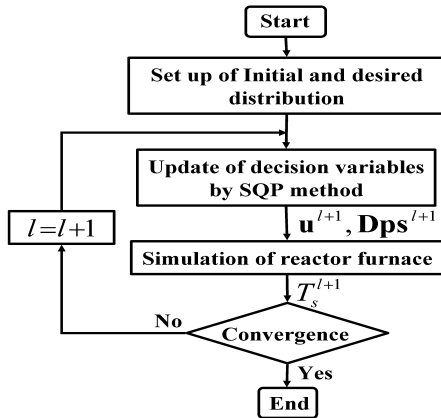 Start
Set up of Initial and desired
distribution
Update of decision variables
by SQP method
l=l+1
u^{l+1}, Dps^{l+1}
Simulation of reactor furnace
T_s^{l+1}
No
Convergence
Yes
End